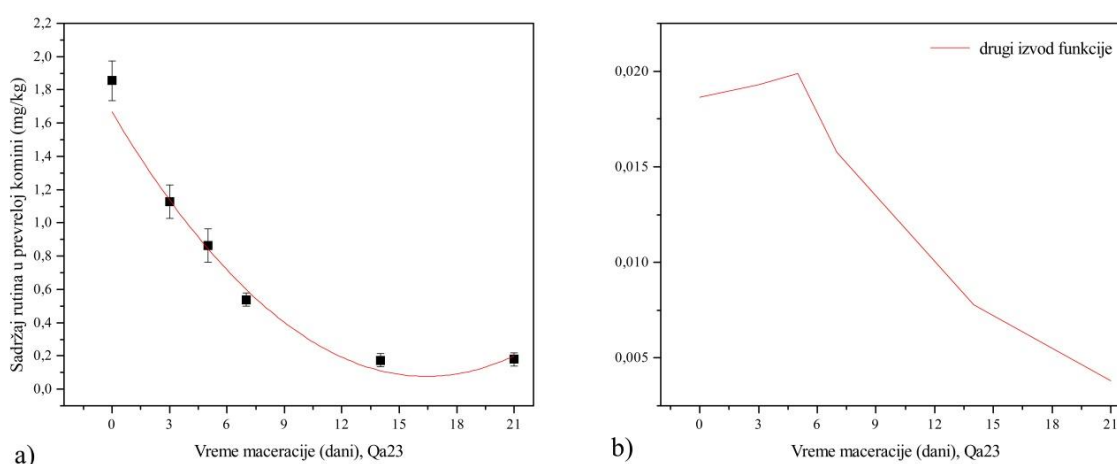 Sadržaj rutina u prevreloj komini (mg/kg)
2,2
2,0
1,8
1,6
1,4
1,2
1,0
0,8
0,6
0,4
0,2
0,0
0 3 6 9 12 15 18 21
Vreme maceracije (dani), Qa23
a)
drugi izvod funkcije
0,020
0,015
0,010
0,005
0 3 6 9 12 15 18 21
Vreme maceracije (dani), Qa23
b)